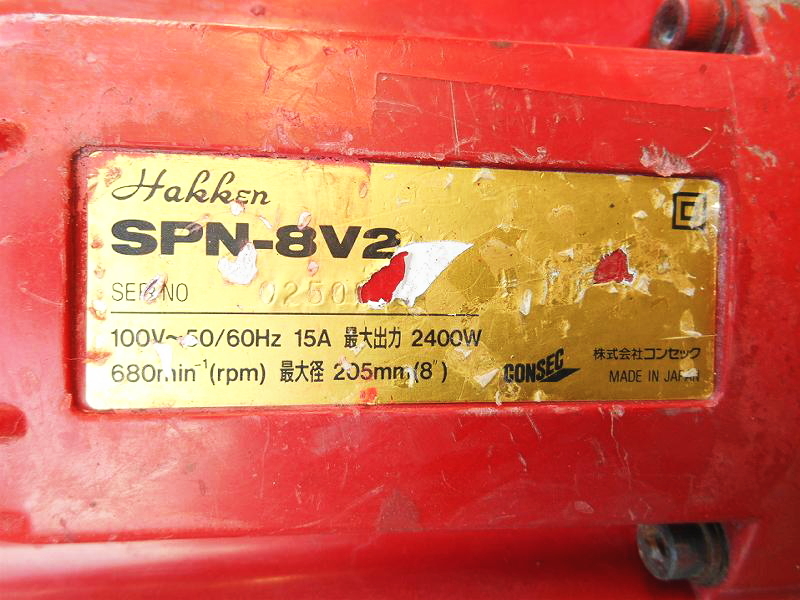 Hakken
SPN-8V2
SER.NO 02500
100V~50/60Hz 15A 最大出力 2400W
680min⁻¹(rpm) 最大径 205mm(8")
CONSEC
株式会社コンセック
MADE IN JAPAN